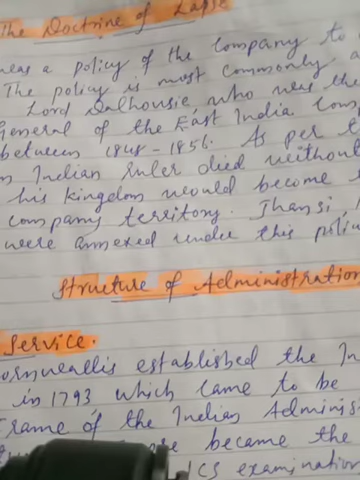 The Doctrine of Lapse
was a policy of the company to
The policy is most commonly
Lord Dalhousie, who was the
General of the East India Com
between 1848 - 1856. As per t
n Indian ruler died without
his kingdom would become
company territory. Jhansi,
were annexed under this polic
Structure of Administration
Service.
ornwallis established the In
in 1793 which came to be
frame of the Indian Adminis
became the
ICS examination